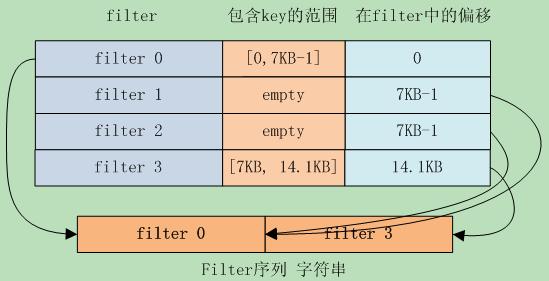 filter 包含key的范围 在filter中的偏移
filter 0 [0,7KB-1] 0
filter 1 empty 7KB-1
filter 2 empty 7KB-1
filter 3 [7KB, 14.1KB] 14.1KB
filter 0 filter 3
Filter序列 字符串